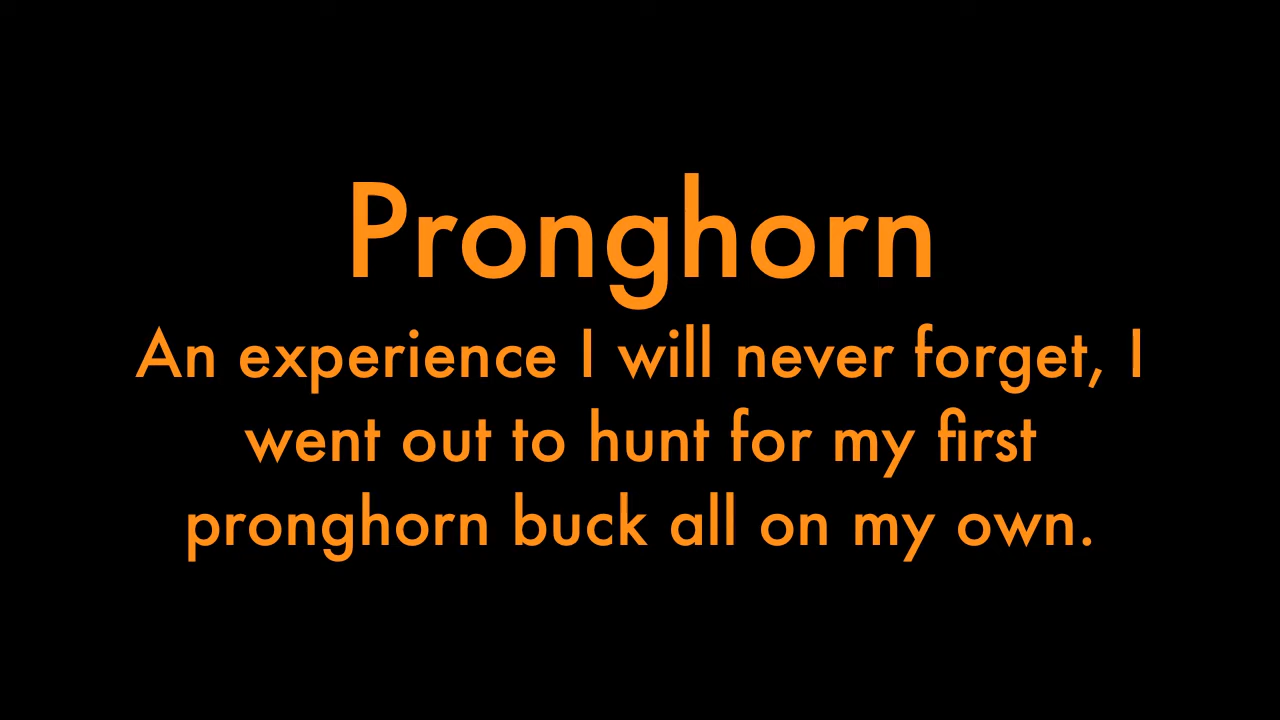 Pronghorn
An experience I will never forget, I
went out to hunt for my first
pronghorn buck all on my own.